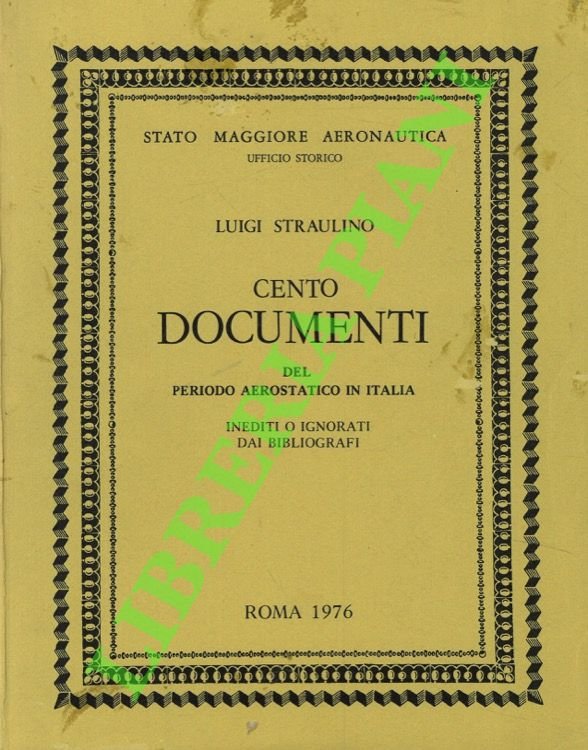 STATO MAGGIORE AERONAUTICA
UFFICIO STORICO
LUIGI STRAULINO
CENTO
DOCUMENTI
DEL
PERIODO AEROSTATICO IN ITALIA
INEDITI O IGNORATI
DAI BIBLIOGRAFI
ROMA 1976
LIBRERIA PIANI